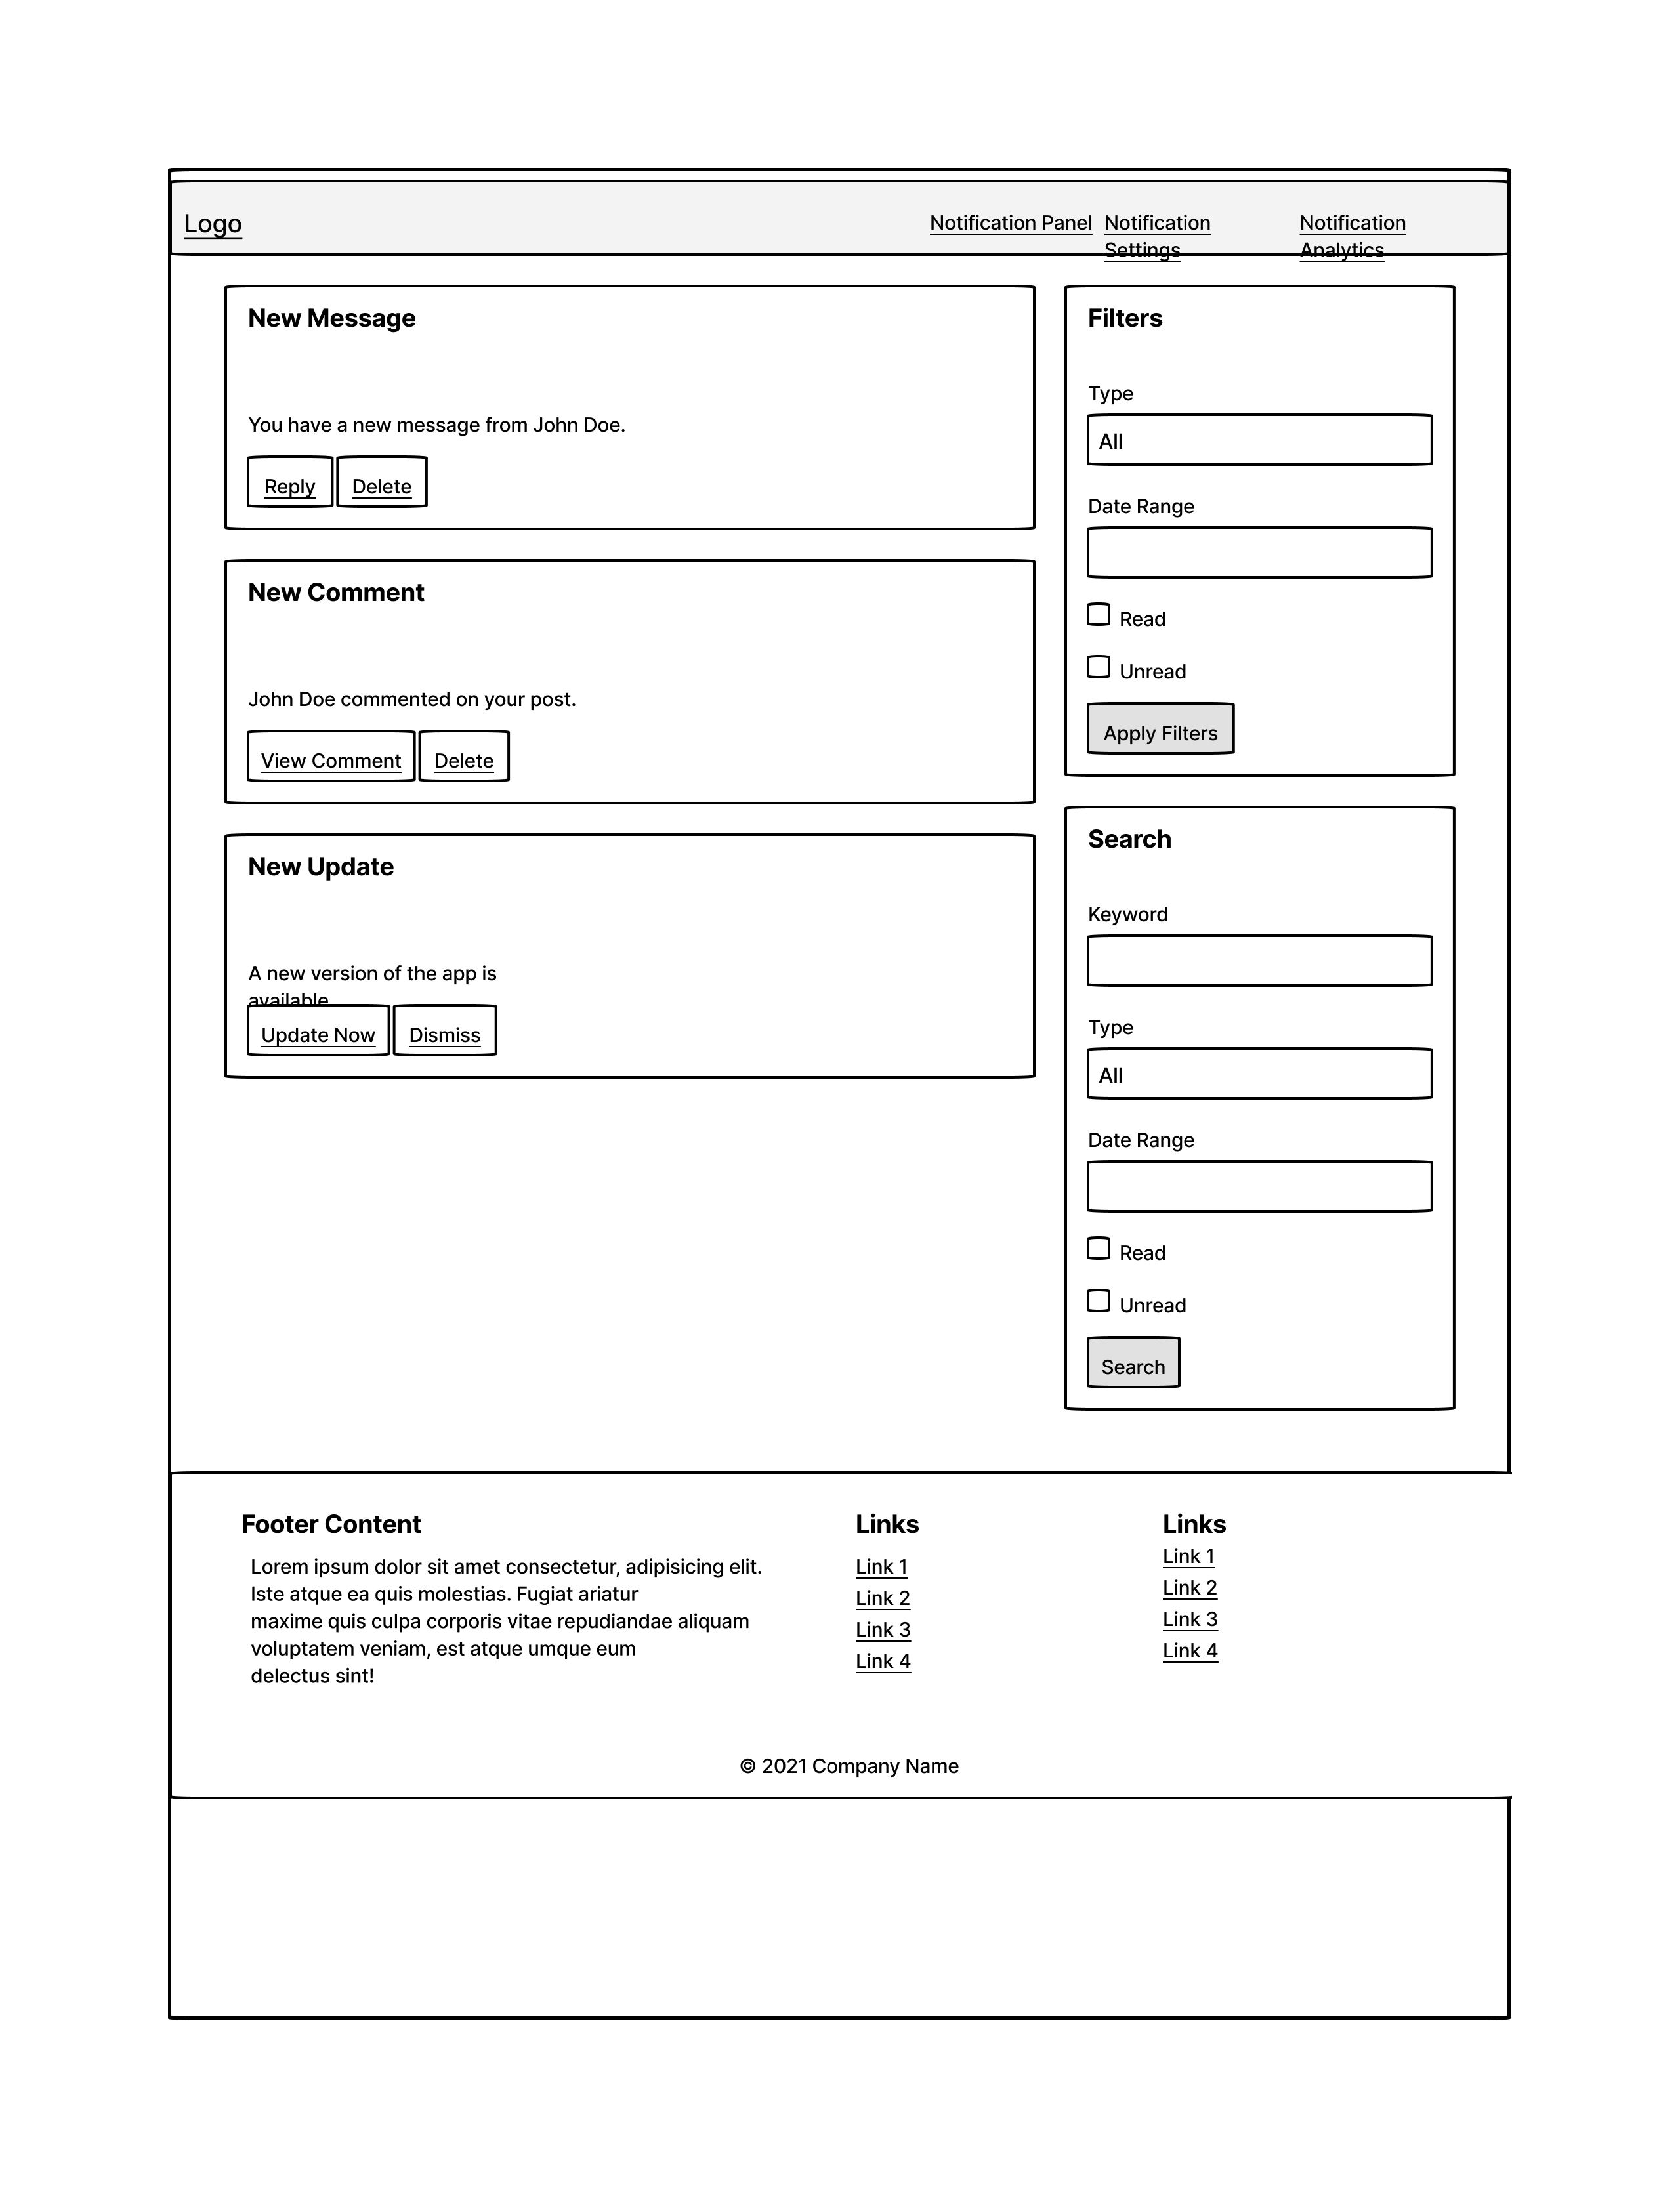 Logo
Notification Panel
Notification
Settings
Notification
Analytics
New Message
You have a new message from John Doe.
Reply
Delete
New Comment
John Doe commented on your post.
View Comment
Delete
New Update
A new version of the app is
available
Update Now
Dismiss
Filters
Type
All
Date Range
Read
Unread
Apply Filters
Search
Keyword
Type
All
Date Range
Read
Unread
Search
Footer Content
Lorem ipsum dolor sit amet consectetur, adipisicing elit.
Iste atque ea quis molestias. Fugiat ariatur
maxime quis culpa corporis vitae repudiandae aliquam
voluptatem veniam, est atque umque eum
delectus sint!
Links
Link 1
Link 2
Link 3
Link 4
Links
Link 1
Link 2
Link 3
Link 4
© 2021 Company Name